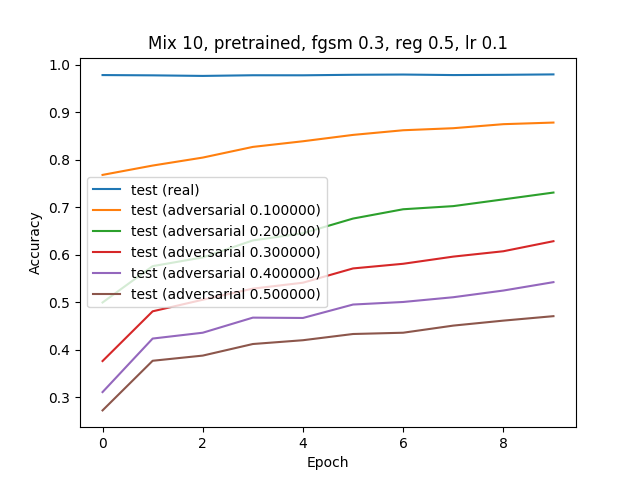 Mix 10, pretrained, fgsm 0.3, reg 0.5, lr 0.1
1.0
0.9
0.8
0.7
0.6
0.5
0.4
0.3
Accuracy
test (real)
test (adversarial 0.100000)
test (adversarial 0.200000)
test (adversarial 0.300000)
test (adversarial 0.400000)
test (adversarial 0.500000)
0 2 4 6 8
Epoch